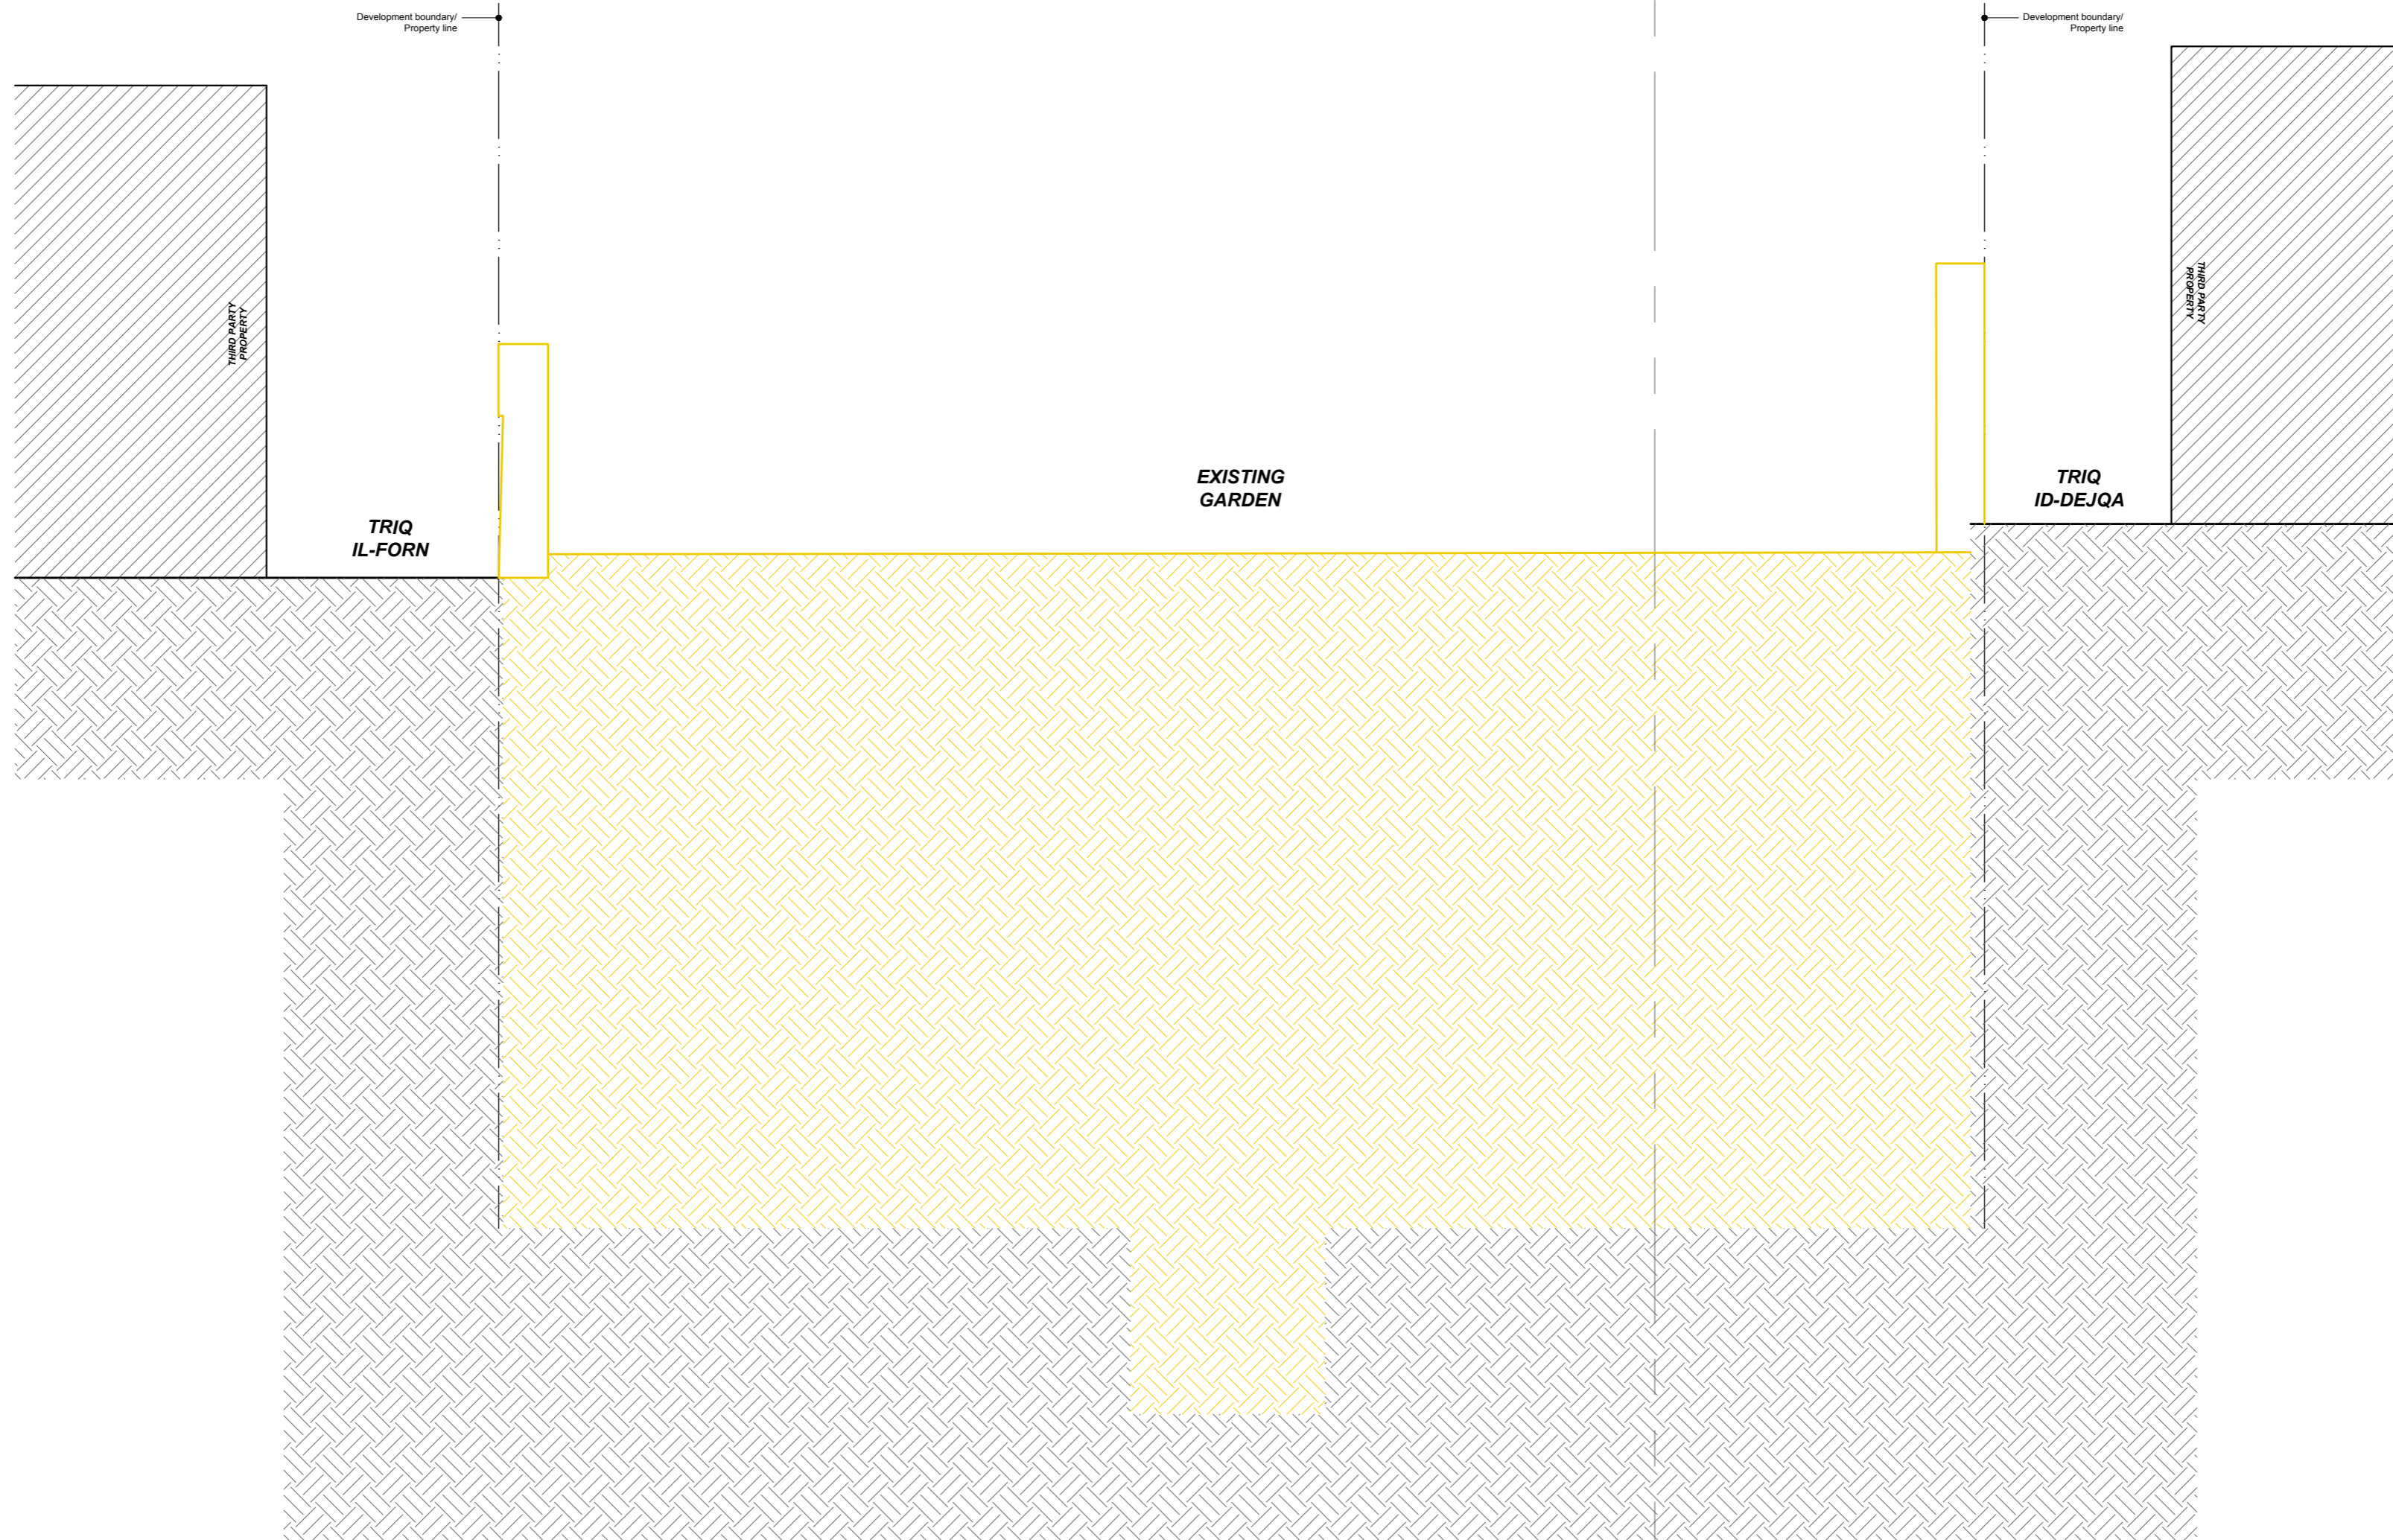 Development boundary/
Property line
Development boundary/
Property line
THIRD PARTY
PROPERTY
THIRD PARTY
PROPERTY
EXISTING
GARDEN
TRIQ
ID-DEJQA
TRIQ
IL-FORN